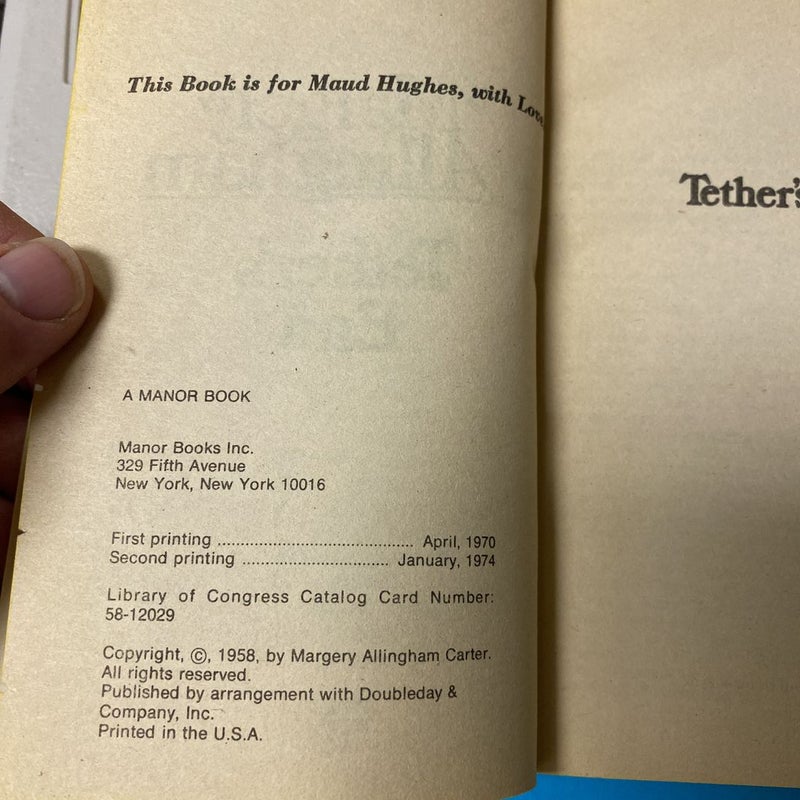 This Book is for Maud Hughes, with Love
A MANOR BOOK
Manor Books Inc.
329 Fifth Avenue
New York, New York 10016
First printing .......................................... April, 1970
Second printing ................................ January, 1974
Library of Congress Catalog Card Number:
58-12029
Copyright, ©, 1958, by Margery Allingham Carter.
All rights reserved.
Published by arrangement with Doubleday &
Company, Inc.
Printed in the U.S.A.
Tether's